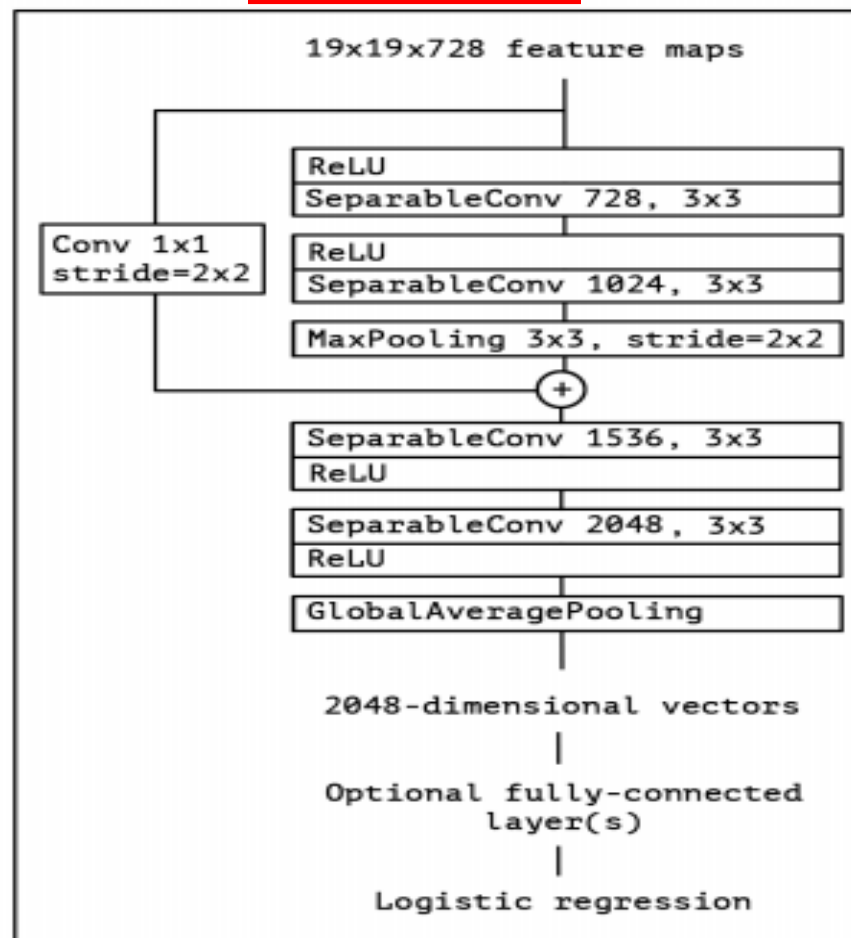 19x19x728 feature maps
ReLU
SeparableConv 728, 3x3
Conv 1x1
stride=2x2
ReLU
SeparableConv 1024, 3x3
MaxPooling 3x3, stride=2x2
+
SeparableConv 1536, 3x3
ReLU
SeparableConv 2048, 3x3
ReLU
GlobalAveragePooling
2048-dimensional vectors
Optional fully-connected
layer(s)
Logistic regression